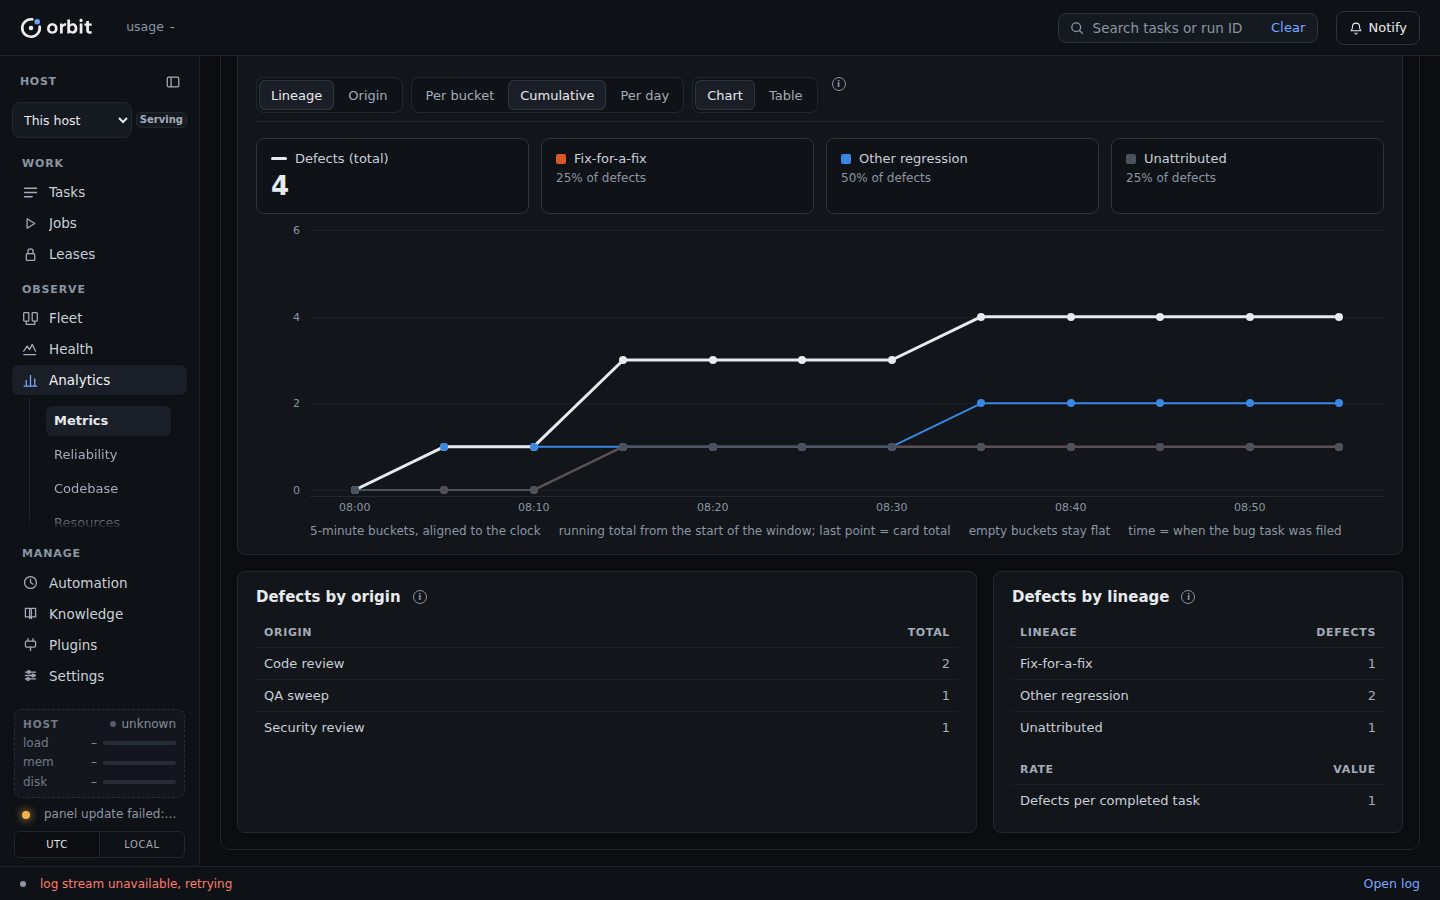 orbit
usage -
Search tasks or run ID
Clear
Notify
HOST
This host
Serving
WORK
Tasks
Jobs
Leases
OBSERVE
Fleet
Health
Analytics
Metrics
Reliability
Codebase
Resources
MANAGE
Automation
Knowledge
Plugins
Settings
HOST
unknown
load –
mem –
disk –
panel update failed:...
UTC
LOCAL
Lineage
Origin
Per bucket
Cumulative
Per day
Chart
Table
Defects (total)
4
Fix-for-a-fix
25% of defects
Other regression
50% of defects
Unattributed
25% of defects
6
4
2
0
08:00
08:10
08:20
08:30
08:40
08:50
5-minute buckets, aligned to the clock
running total from the start of the window; last point = card total
empty buckets stay flat
time = when the bug task was filed
Defects by origin
ORIGIN TOTAL
Code review 2
QA sweep 1
Security review 1
Defects by lineage
LINEAGE DEFECTS
Fix-for-a-fix 1
Other regression 2
Unattributed 1
RATE VALUE
Defects per completed task 1
log stream unavailable, retrying
Open log